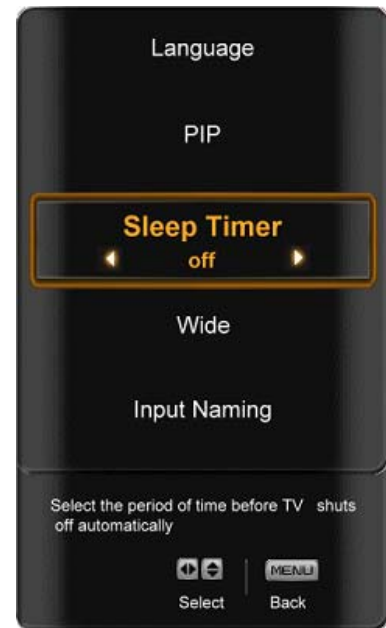 Language
PIP
Sleep Timer
off
Wide
Input Naming
Select the period of time before TV shuts
off automatically
MENU
Select Back